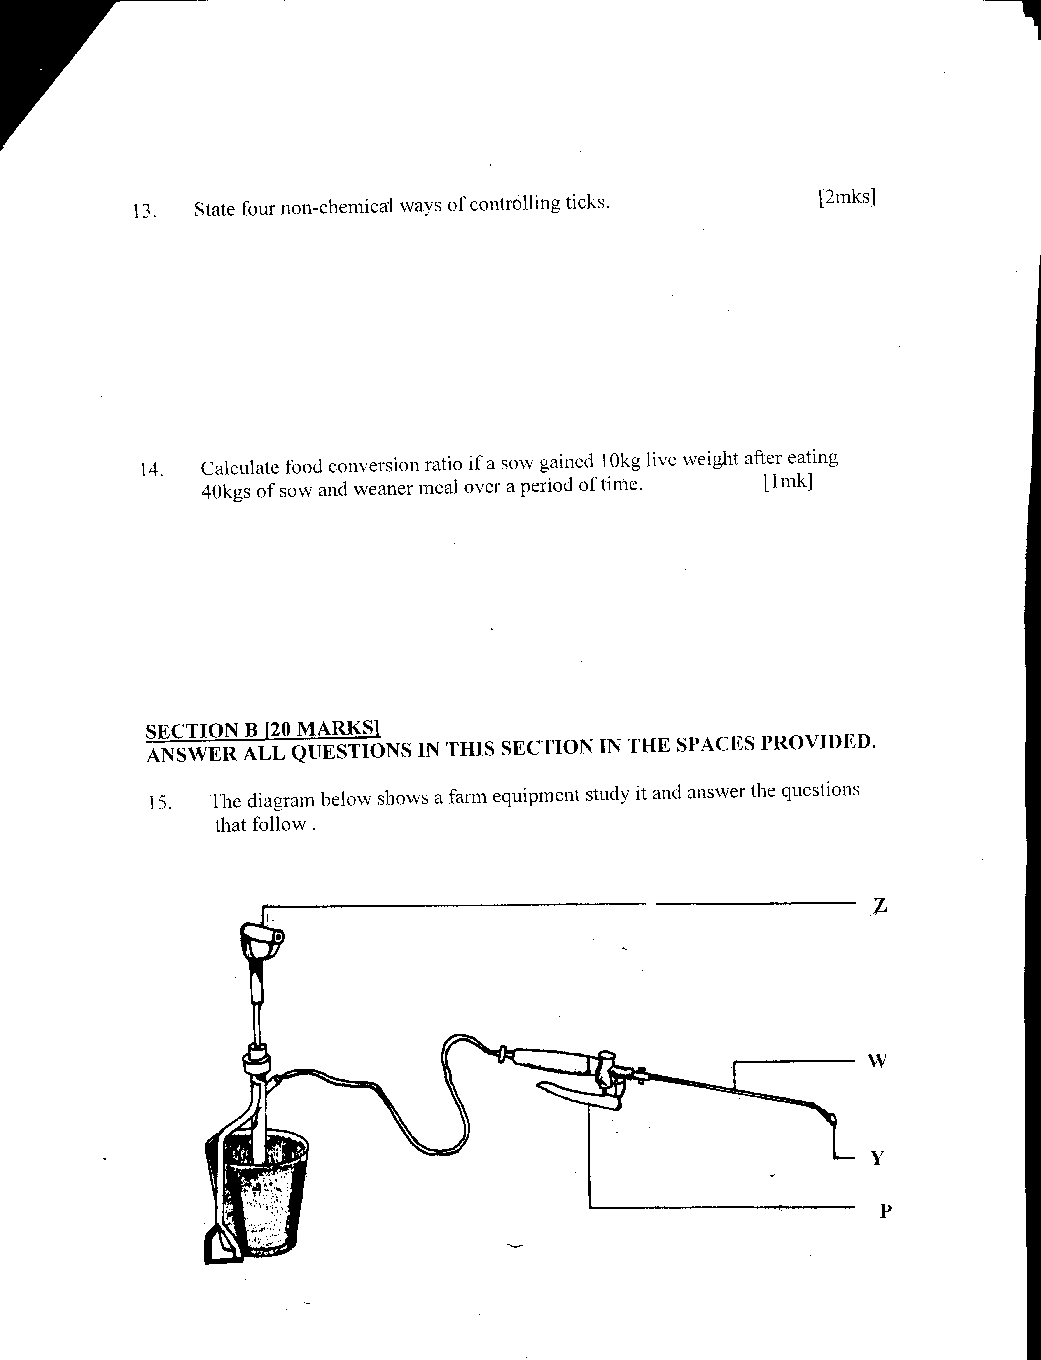 13. State four non-chemical ways of controlling ticks. [2mks]
14. Calculate food conversion ratio if a sow gained 10kg live weight after eating
40kgs of sow and weaner meal over a period of time. [1mk]
SECTION B [20 MARKS]
ANSWER ALL QUESTIONS IN THIS SECTION IN THE SPACES PROVIDED.
15. The diagram below shows a farm equipment study it and answer the questions
that follow .
Z
W
Y
P